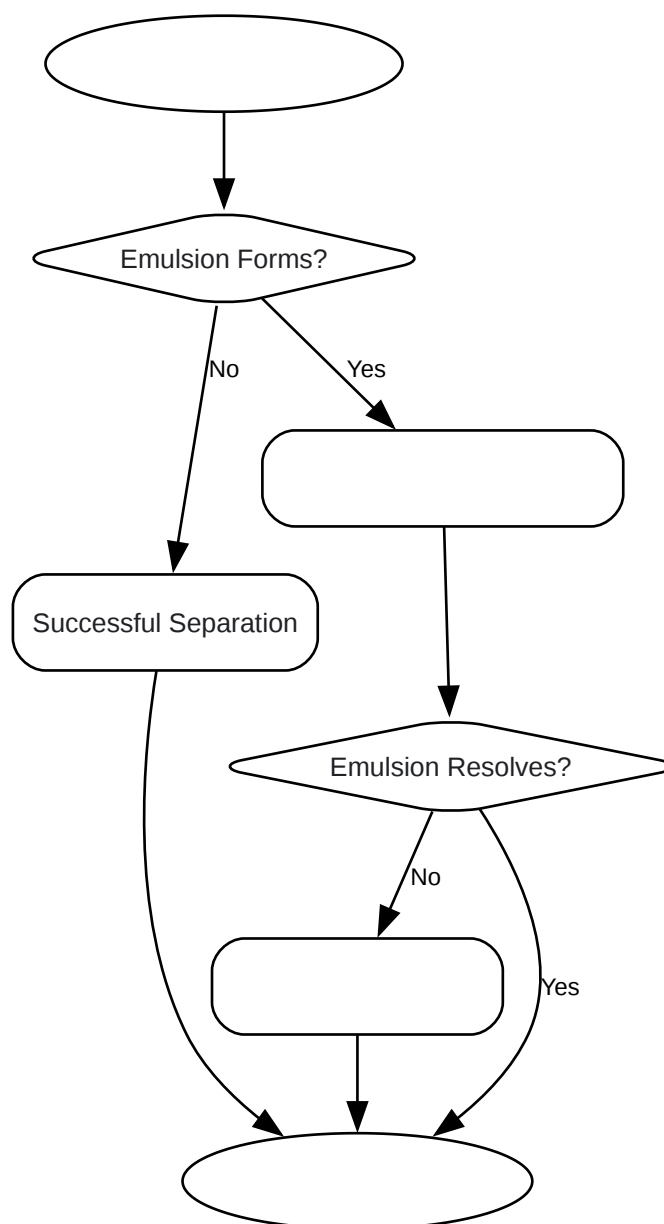 Emulsion Forms?
No
Yes
Successful Separation
Emulsion Resolves?
No
Yes